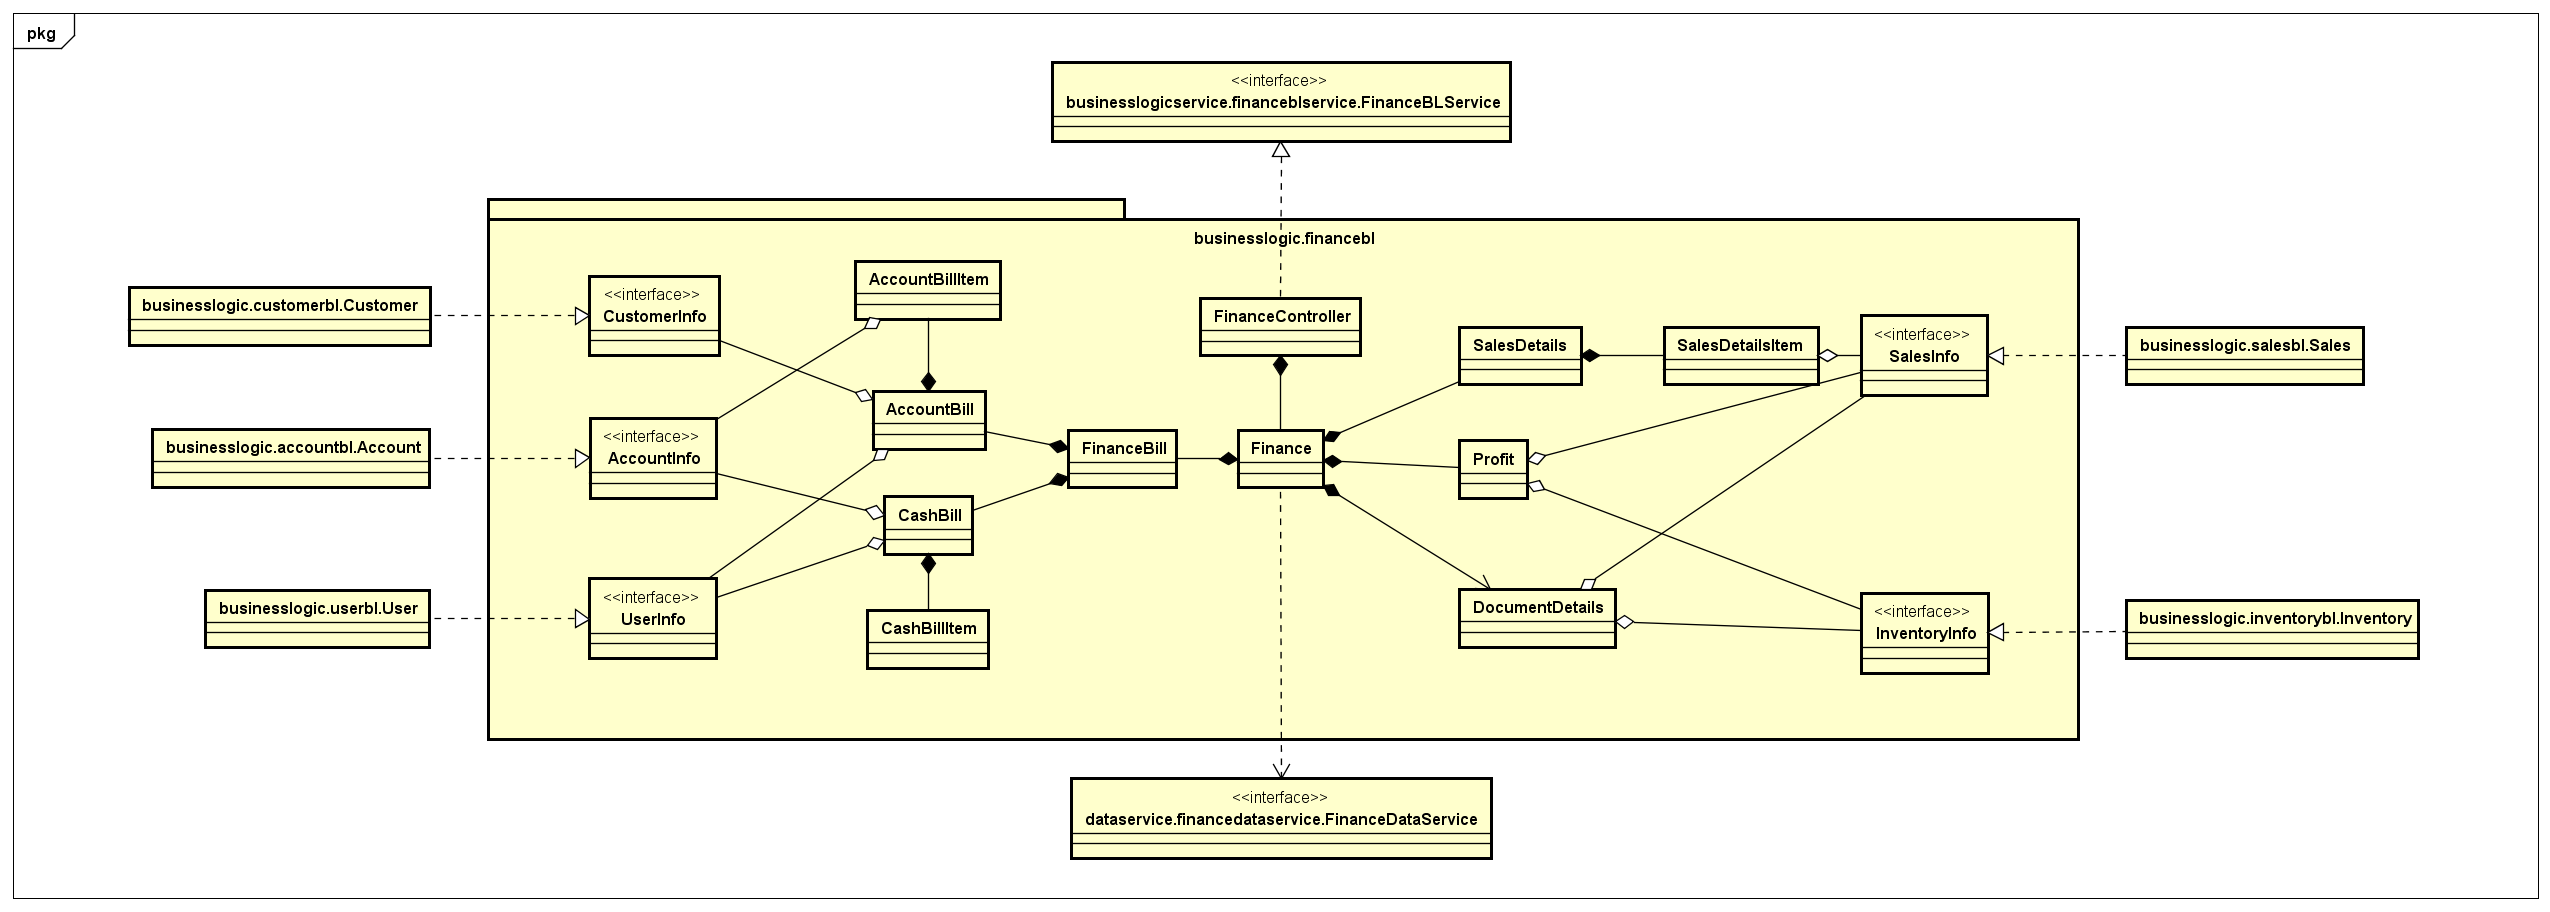 pkg
<<interface>>
businesslogicservice.financeblservice.FinanceBLService
businesslogic.financebl
AccountBillItem
<<interface>>
CustomerInfo
businesslogic.customerbl.Customer
FinanceController
SalesDetails
SalesDetailsItem
<<interface>>
SalesInfo
businesslogic.salesbl.Sales
AccountBill
<<interface>>
AccountInfo
businesslogic.accountbl.Account
FinanceBill
Finance
Profit
CashBill
<<interface>>
UserInfo
businesslogic.userbl.User
CashBillItem
DocumentDetails
<<interface>>
InventoryInfo
businesslogic.inventorybl.Inventory
<<interface>>
dataservice.financedataservice.FinanceDataService